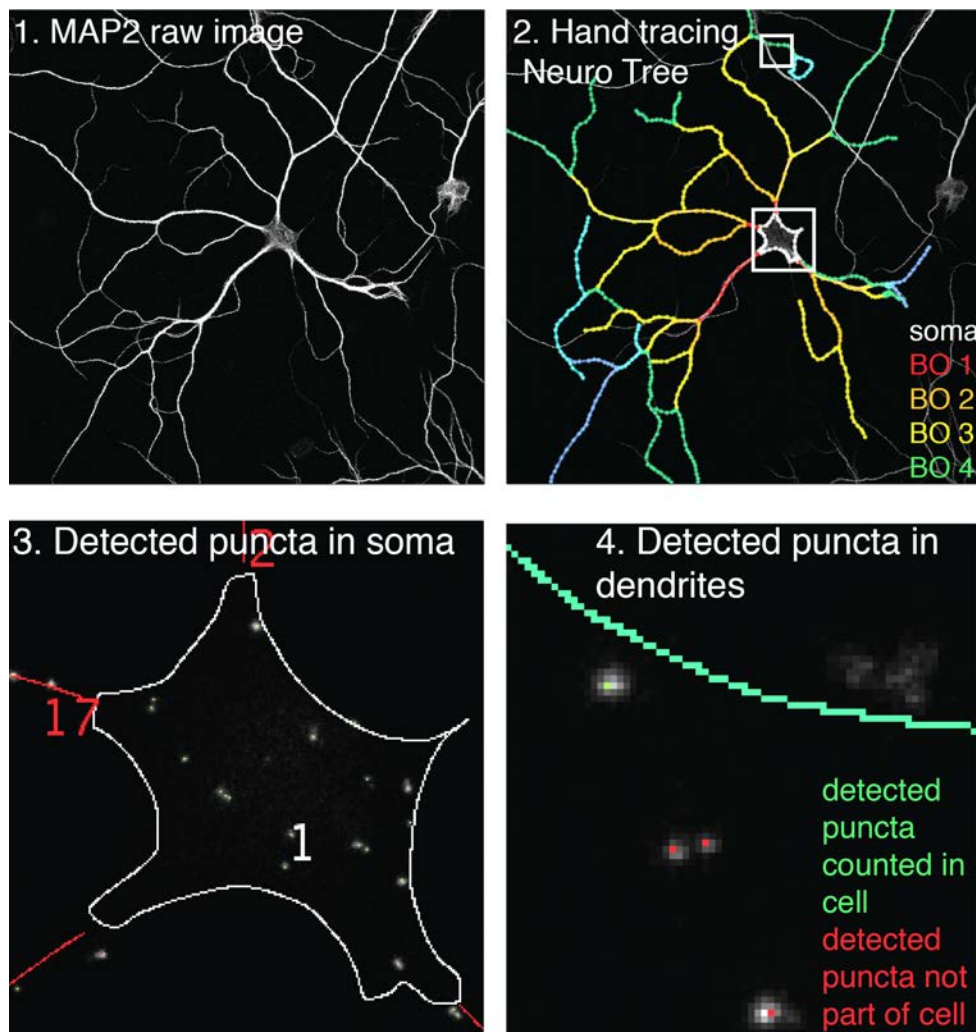 1. MAP2 raw image
2. Hand tracing
Neuro Tree
soma
BO 1
BO 2
BO 3
BO 4
3. Detected puncta in soma
2
17
1
4. Detected puncta in
dendrites
detected
puncta
counted in
cell
detected
puncta not
part of cell